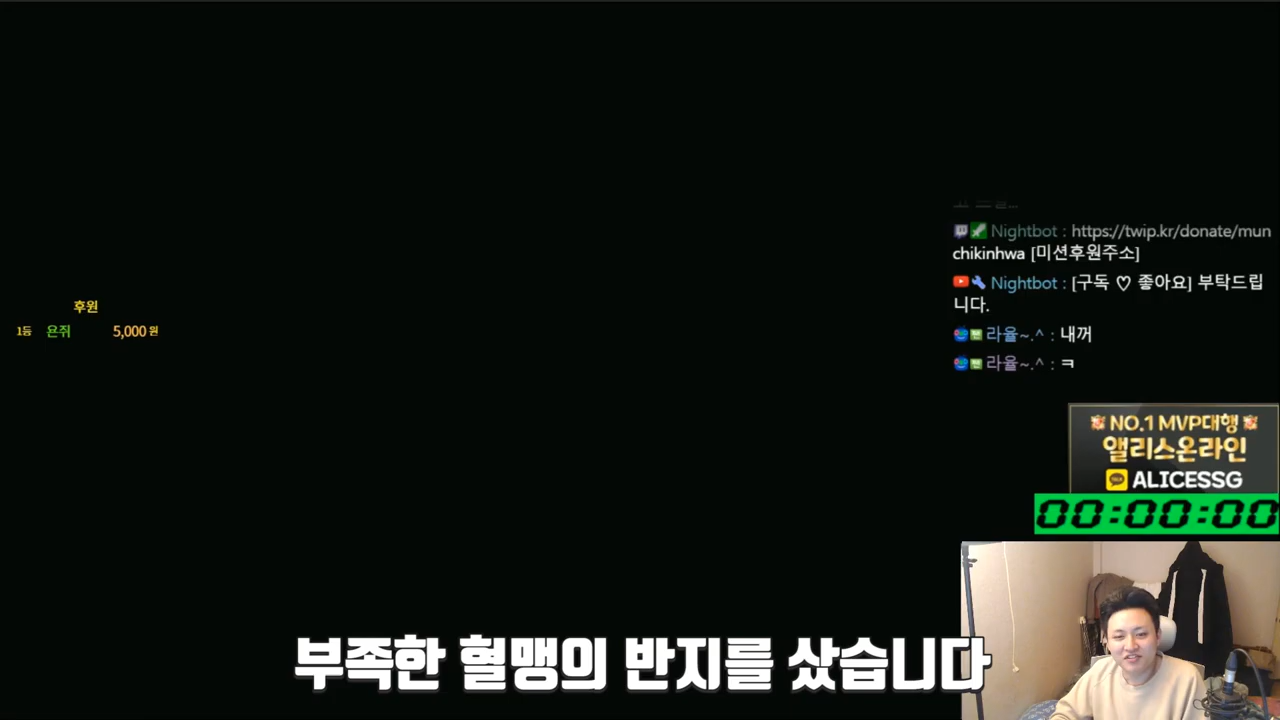 후원
1등 욘쥐 5,000 원
Nightbot : https://twip.kr/donate/mun
chikinhwa [미션후원주소]
Nightbot : [구독 ♡ 좋아요] 부탁드립
니다.
라율~.^ : 내꺼
라율~.^ : ㅋ
NO.1 MVP대행
앨리스온라인
ALICESSG
00:00:00
부족한 혈맹의 반지를 샀습니다